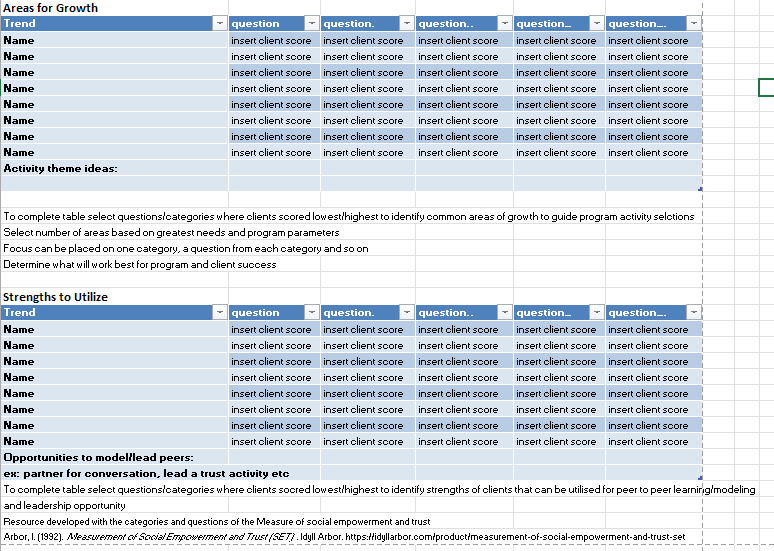 Areas for Growth
Trend question question. question.. question... question....
Name insert client score insert client score insert client score insert client score insert client score
Name insert client score insert client score insert client score insert client score insert client score
Name insert client score insert client score insert client score insert client score insert client score
Name insert client score insert client score insert client score insert client score insert client score
Name insert client score insert client score insert client score insert client score insert client score
Name insert client score insert client score insert client score insert client score insert client score
Name insert client score insert client score insert client score insert client score insert client score
Name insert client score insert client score insert client score insert client score insert client score
Activity theme ideas:
To complete table select questions/categories where clients scored lowest/highest to identify common areas of growth to guide program activity selctions
Select number of areas based on greatest needs and program parameters
Focus can be placed on one category, a question from each category and so on
Determine what will work best for program and client success
Strengths to Utilize
Trend question question. question.. question... question....
Name insert client score insert client score insert client score insert client score insert client score
Name insert client score insert client score insert client score insert client score insert client score
Name insert client score insert client score insert client score insert client score insert client score
Name insert client score insert client score insert client score insert client score insert client score
Name insert client score insert client score insert client score insert client score insert client score
Name insert client score insert client score insert client score insert client score insert client score
Name insert client score insert client score insert client score insert client score insert client score
Name insert client score insert client score insert client score insert client score insert client score
Opportunities to model/lead peers:
ex: partner for conversation, lead a trust activity etc
To complete table select questions/categories where clients socred lowest/highest to identify strengths of clients that can be utilised for peer to peer learning/modeling
and leadership opportunity
Resource developed with the categories and questions of the Measure of social empowerment and trust
Arbor, I. (1992). Measurement of Social Empowerment and Trust (SET). Idyll Arbor. https://idyllarbor.com/product/measurement-of-social-empowerment-and-trust-set